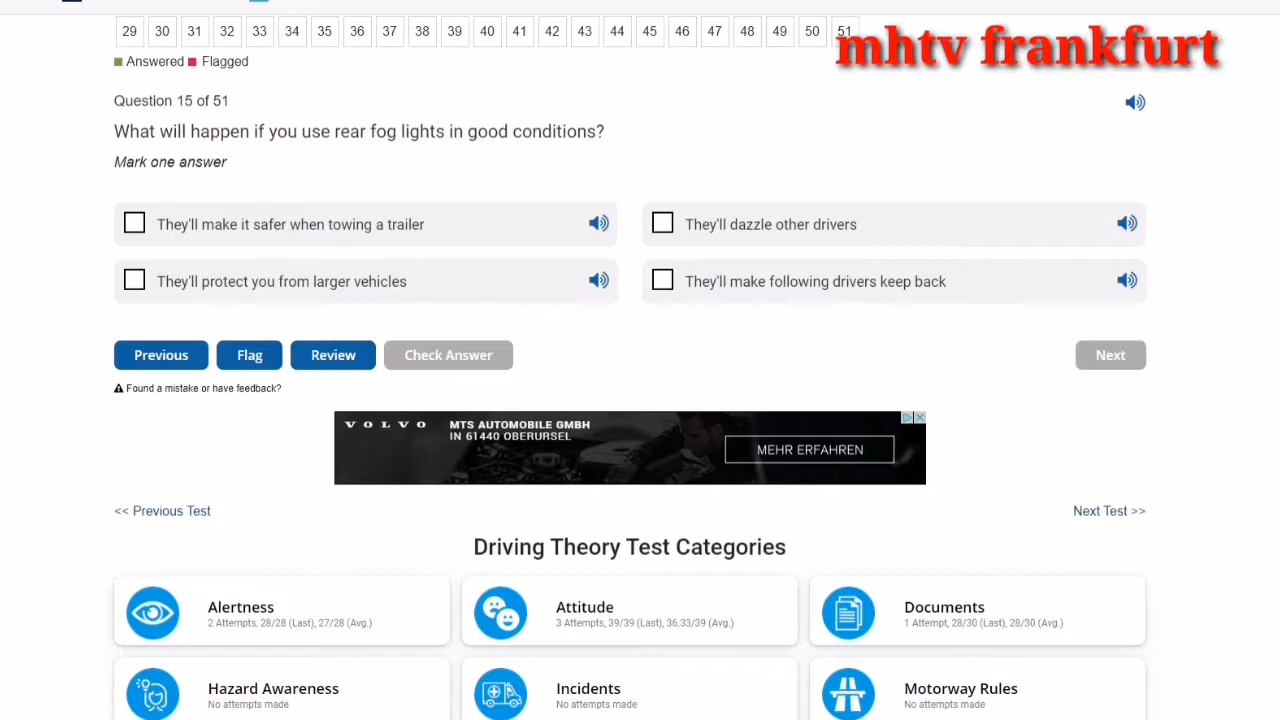 29 30 31 32 33 34 35 36 37 38 39 40 41 42 43 44 45 46 47 48 49 50 51
mhtv frankfurt
Answered Flagged
Question 15 of 51
What will happen if you use rear fog lights in good conditions?
Mark one answer
They'll make it safer when towing a trailer
They'll dazzle other drivers
They'll protect you from larger vehicles
They'll make following drivers keep back
Previous Flag Review Check Answer Next
Found a mistake or have feedback?
VOLVO
MTS AUTOMOBILE GMBH
IN 61440 OBERURSEL
MEHR ERFAHREN
<< Previous Test Next Test >>
Driving Theory Test Categories
Alertness
2 Attempts, 28/28 (Last), 27/28 (Avg.)
Attitude
3 Attempts, 39/39 (Last), 36.33/39 (Avg.)
Documents
1 Attempt, 28/30 (Last), 28/30 (Avg.)
Hazard Awareness
No attempts made
Incidents
No attempts made
Motorway Rules
No attempts made